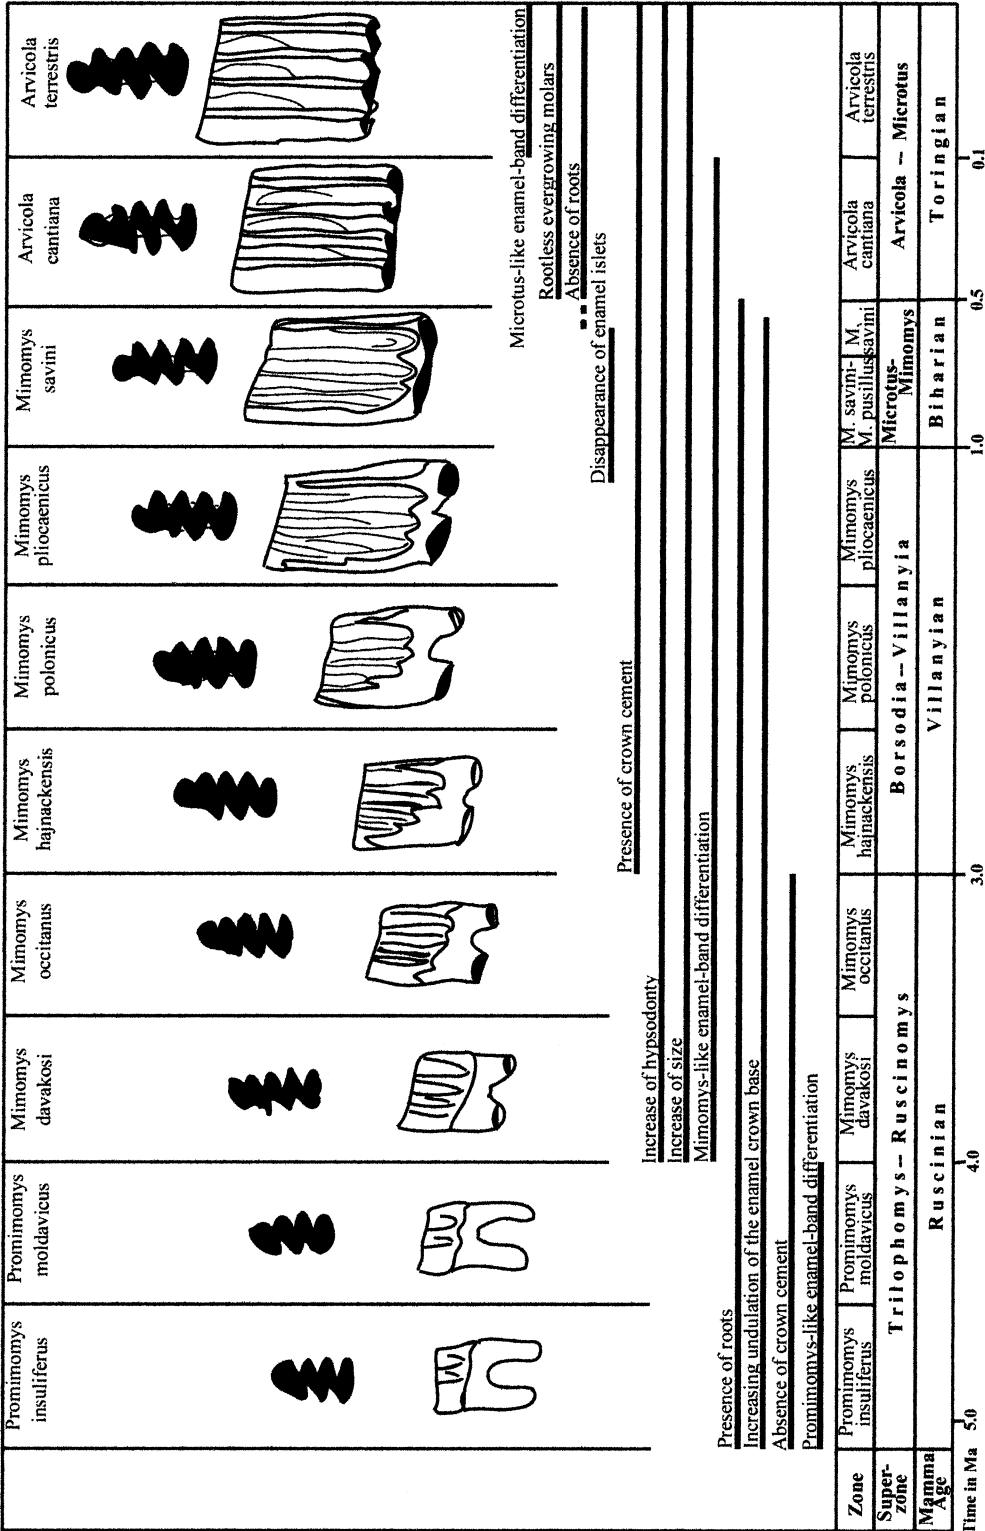 Arvicola
terrestris
Arvicola
cantiana
Mimomys
savini
Mimomys
pliocaenicus
Mimomys
polonicus
Mimomys
hajnackensis
Mimomys
occitanus
Mimomys
davakosi
Promimomys
moldavicus
Promimomys
insuliferus
Microtus-like enamel-band differentiation
Rootless evergrowing molars
Absence of roots
Disappearance of enamel islets
Presence of crown cement
Increase of hypsodonty
Increase of size
Mimomys-like enamel-band differentiation
Presence of roots
Increasing undulation of the enamel crown base
Absence of crown cement
Promimomys-like enamel-band differentiation
Zone
Promimomys
insuliferus
Promimomys
moldavicus
Mimomys
davakosi
Mimomys
occitanus
Mimomys
hajnackensis
Mimomys
polonicus
Mimomys
pliocaenicus
M. savini-
M. pusillus
M.
savini
Arvicola
cantiana
Arvicola
terrestris
Super-
zone
Trilophomys – Ruscinomys
Borsodia – Villanyia
Microtus-
Mimomys
Arvicola – Microtus
Mamma
Age
Ruscinian
Villanyian
Biharian
Toringian
Time in Ma
5.0
4.0
3.0
1.0
0.5
0.1